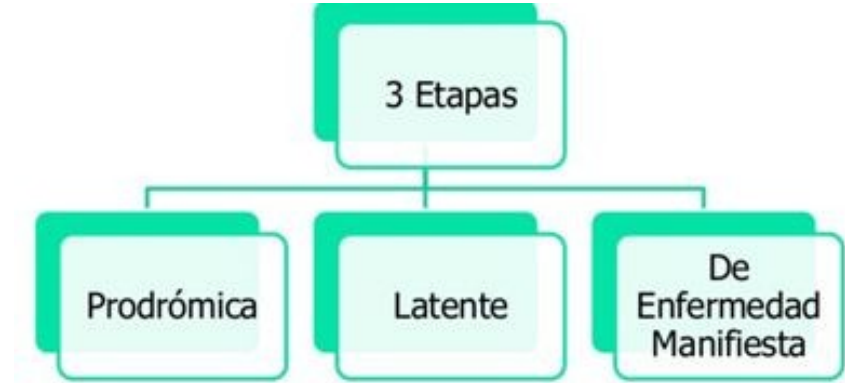 3 Etapas
Prodrómica
Latente
De
Enfermedad
Manifiesta